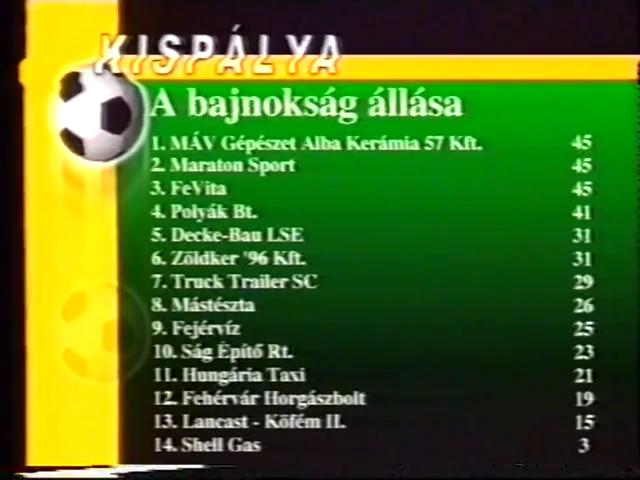 KISPÁLYA
A bajnokság állása
1. MÁV Gépészet Alba Kerámia 57 Kft. 45
2. Maraton Sport 45
3. FeVita 45
4. Polyák Bt. 41
5. Decke-Bau LSE 31
6. Zöldker '96 Kft. 31
7. Truck Trailer SC 29
8. Mástészta 26
9. Fejérvíz 25
10. Ság Építő Rt. 23
11. Hungária Taxi 21
12. Fehérvár Horgászbolt 19
13. Lancast - Köfém II. 15
14. Shell Gas 3